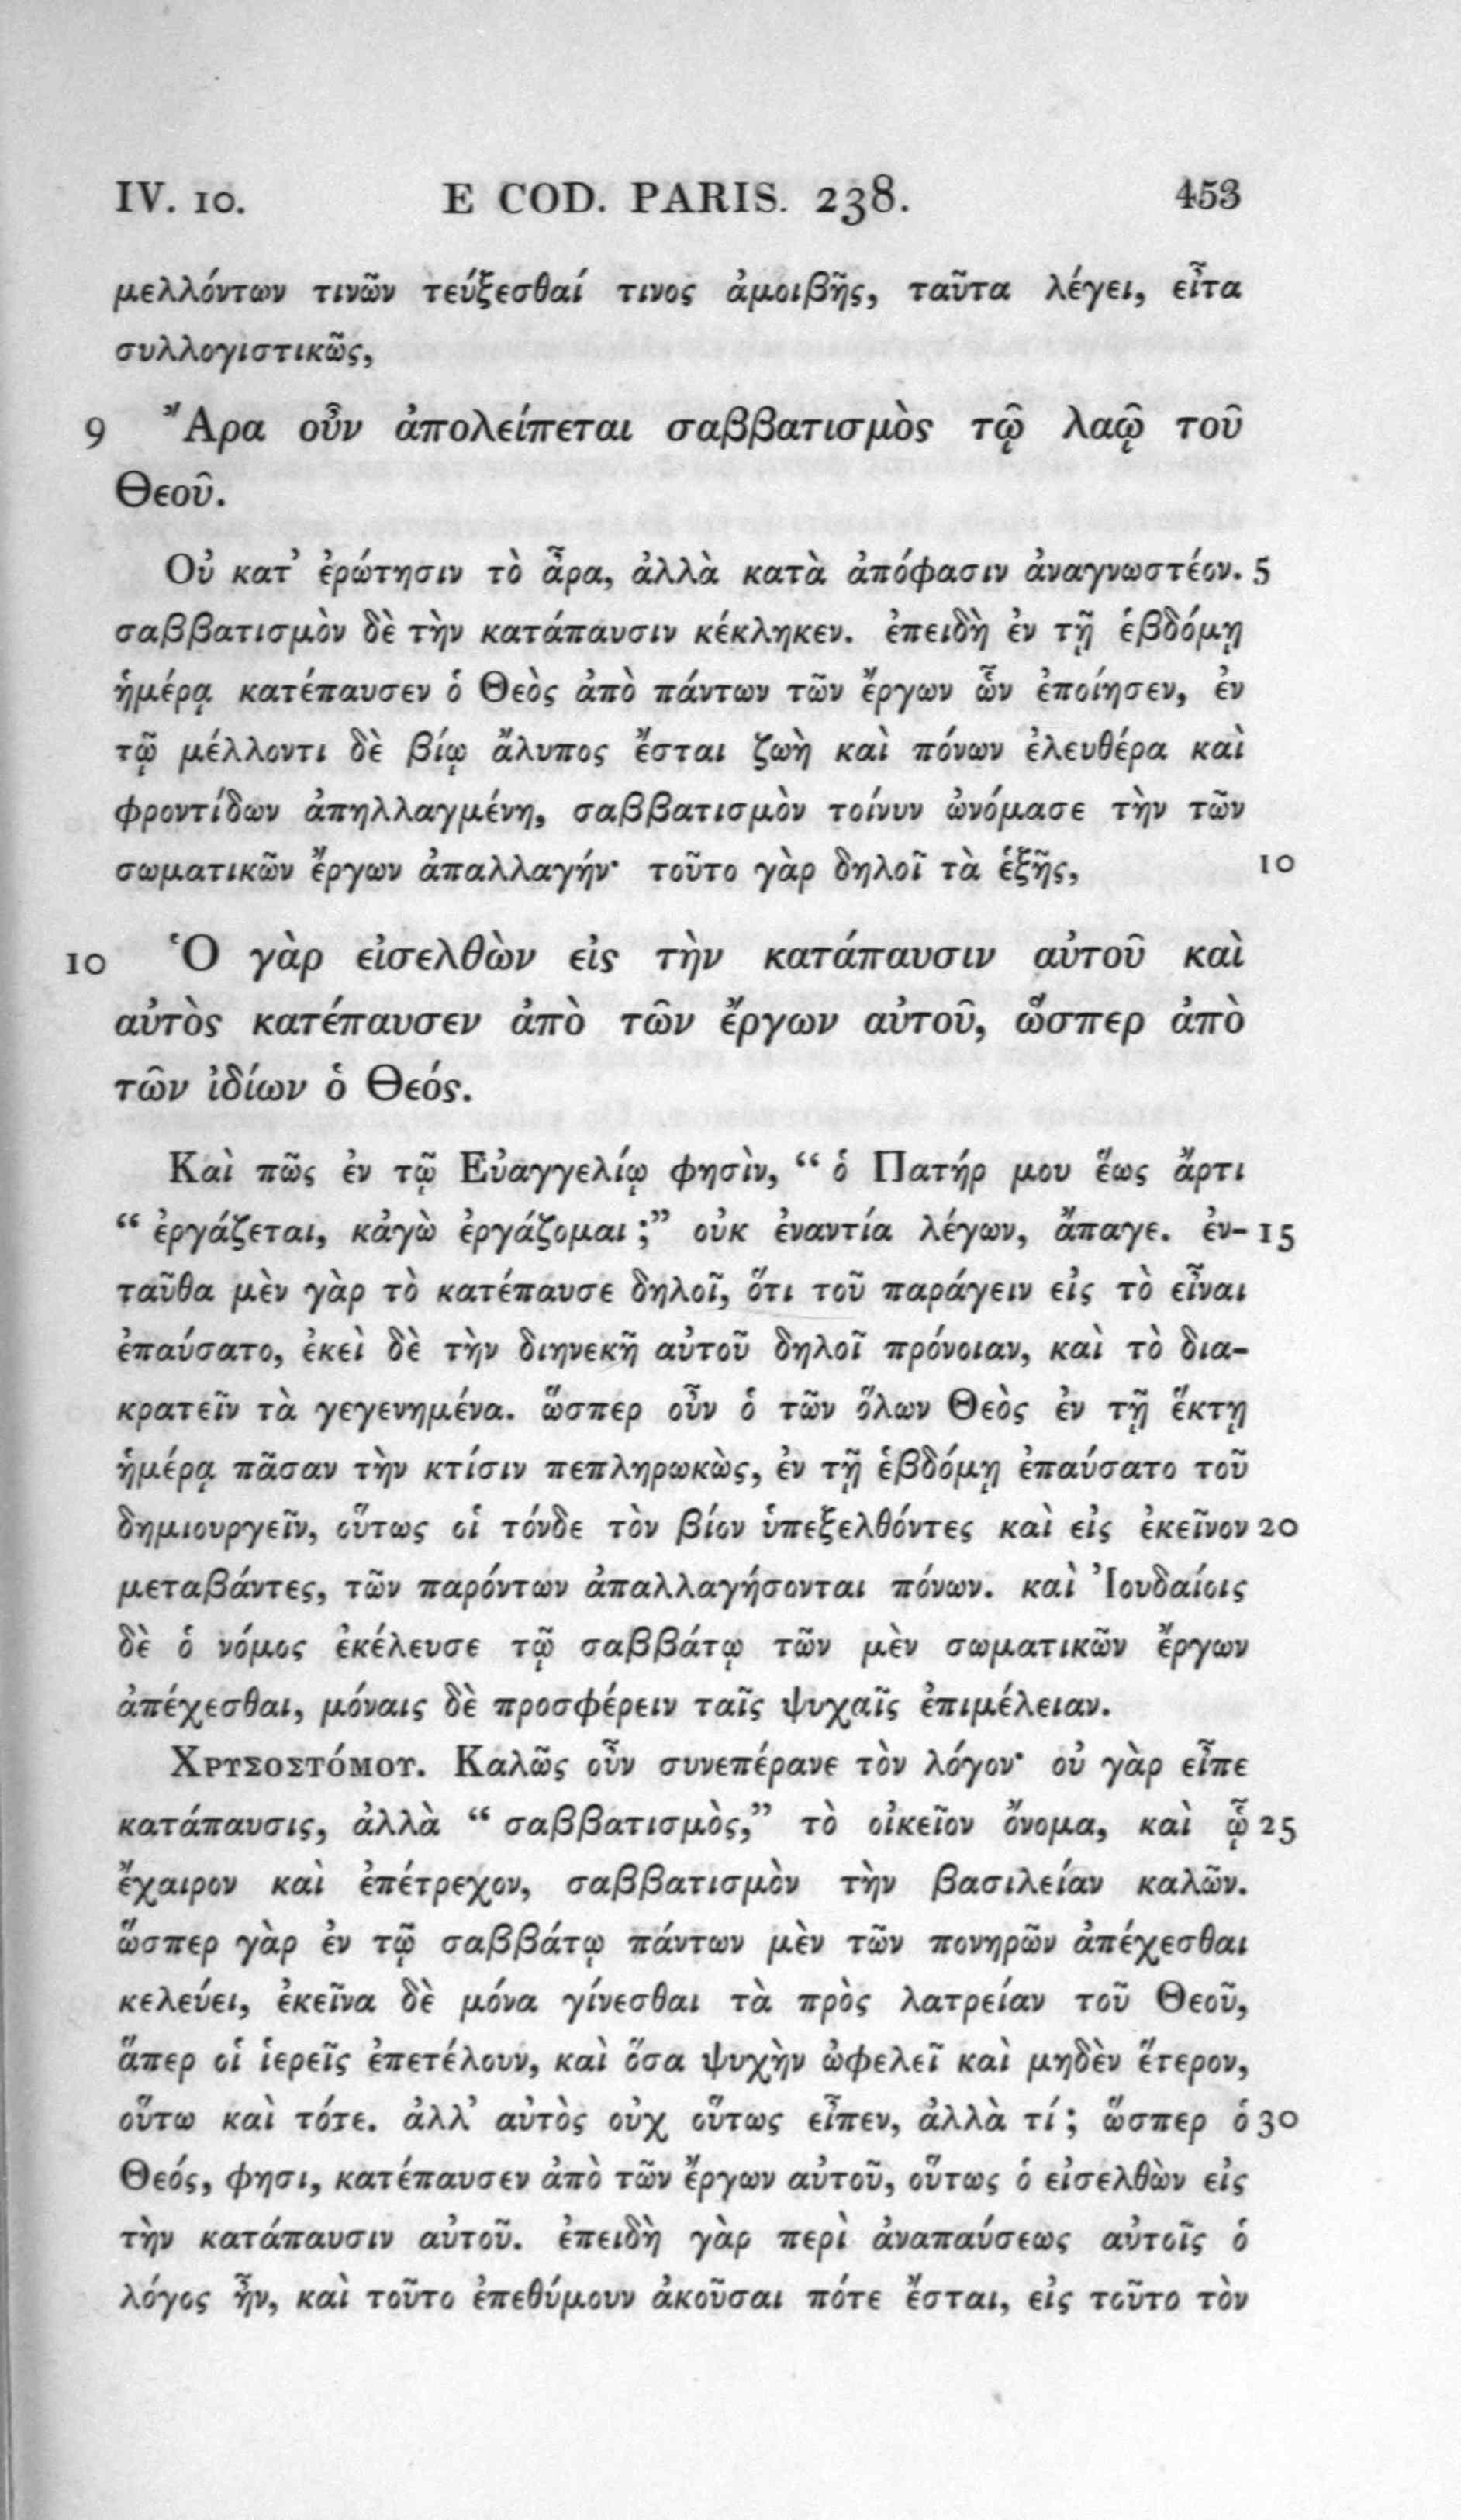 IV. 10. E COD. PARIS. 238. 453
μελλόντων τινῶν τεύξεσθαί τινος ἀμοιβῆς, ταῦτα λέγει, εἶτα
συλλογιστικῶς,
9 Ἄρα οὖν ἀπολείπεται σαββατισμὸς τῷ λαῷ τοῦ
Θεοῦ.
Οὐ κατ’ ἐρώτησιν τὸ ἆρα, ἀλλὰ κατὰ ἀπόφασιν ἀναγνωστέον. 5
σαββατισμὸν δὲ τὴν κατάπαυσιν κέκληκεν. ἐπειδὴ ἐν τῇ ἑβδόμῃ
ἡμέρᾳ κατέπαυσεν ὁ Θεὸς ἀπὸ πάντων τῶν ἔργων ὧν ἐποίησεν, ἐν
τῷ μέλλοντι δὲ βίῳ ἄλυπος ἔσται ζωὴ καὶ πόνων ἐλευθέρα καὶ
φροντίδων ἀπηλλαγμένη, σαββατισμὸν τοίνυν ὠνόμασε τὴν τῶν
σωματικῶν ἔργων ἀπαλλαγήν· τοῦτο γὰρ δηλοῖ τὰ ἑξῆς, 10
10 Ὁ γὰρ εἰσελθὼν εἰς τὴν κατάπαυσιν αὐτοῦ καὶ
αὐτὸς κατέπαυσεν ἀπὸ τῶν ἔργων αὐτοῦ, ὥσπερ ἀπὸ
τῶν ἰδίων ὁ Θεός.
Καὶ πῶς ἐν τῷ Εὐαγγελίῳ φησὶν, “ ὁ Πατήρ μου ἕως ἄρτι
“ ἐργάζεται, κἀγὼ ἐργάζομαι ;” οὐκ ἐναντία λέγων, ἄπαγε. ἐν- 15
ταῦθα μὲν γὰρ τὸ κατέπαυσε δηλοῖ, ὅτι τοῦ παράγειν εἰς τὸ εἶναι
ἐπαύσατο, ἐκεὶ δὲ τὴν διηνεκῆ αὐτοῦ δηλοῖ πρόνοιαν, καὶ τὸ δια-
κρατεῖν τὰ γεγενημένα. ὥσπερ οὖν ὁ τῶν ὅλων Θεὸς ἐν τῇ ἕκτῃ
ἡμέρᾳ πᾶσαν τὴν κτίσιν πεπληρωκὼς, ἐν τῇ ἑβδόμῃ ἐπαύσατο τοῦ
δημιουργεῖν, οὕτως οἱ τόνδε τὸν βίον ὑπεξελθόντες καὶ εἰς ἐκεῖνον 20
μεταβάντες, τῶν παρόντων ἀπαλλαγήσονται πόνων. καὶ Ἰουδαίοις
δὲ ὁ νόμος ἐκέλευσε τῷ σαββάτῳ τῶν μὲν σωματικῶν ἔργων
ἀπέχεσθαι, μόναις δὲ προσφέρειν ταῖς ψυχαῖς ἐπιμέλειαν.
ΧΡΥΣΟΣΤόΜΟΥ. Καλῶς οὖν συνεπέρανε τὸν λόγον· οὐ γὰρ εἶπε
κατάπαυσις, ἀλλὰ “ σαββατισμὸς,” τὸ οἰκεῖον ὄνομα, καὶ ᾧ 25
ἔχαιρον καὶ ἐπέτρεχον, σαββατισμὸν τὴν βασιλείαν καλῶν.
ὥσπερ γὰρ ἐν τῷ σαββάτῳ πάντων μὲν τῶν πονηρῶν ἀπέχεσθαι
κελεύει, ἐκεῖνα δὲ μόνα γίνεσθαι τὰ πρὸς λατρείαν τοῦ Θεοῦ,
ἅπερ οἱ ἱερεῖς ἐπετέλουν, καὶ ὅσα ψυχὴν ὠφελεῖ καὶ μηδὲν ἕτερον,
οὕτω καὶ τότε. ἀλλ’ αὐτὸς οὐχ οὕτως εἶπεν, ἀλλὰ τί ; ὥσπερ ὁ 30
Θεός, φησι, κατέπαυσεν ἀπὸ τῶν ἔργων αὐτοῦ, οὕτως ὁ εἰσελθὼν εἰς
τὴν κατάπαυσιν αὐτοῦ. ἐπειδὴ γὰρ περὶ ἀναπαύσεως αὐτοῖς ὁ
λόγος ἦν, καὶ τοῦτο ἐπεθύμουν ἀκοῦσαι πότε ἔσται, εἰς τοῦτο τὸν